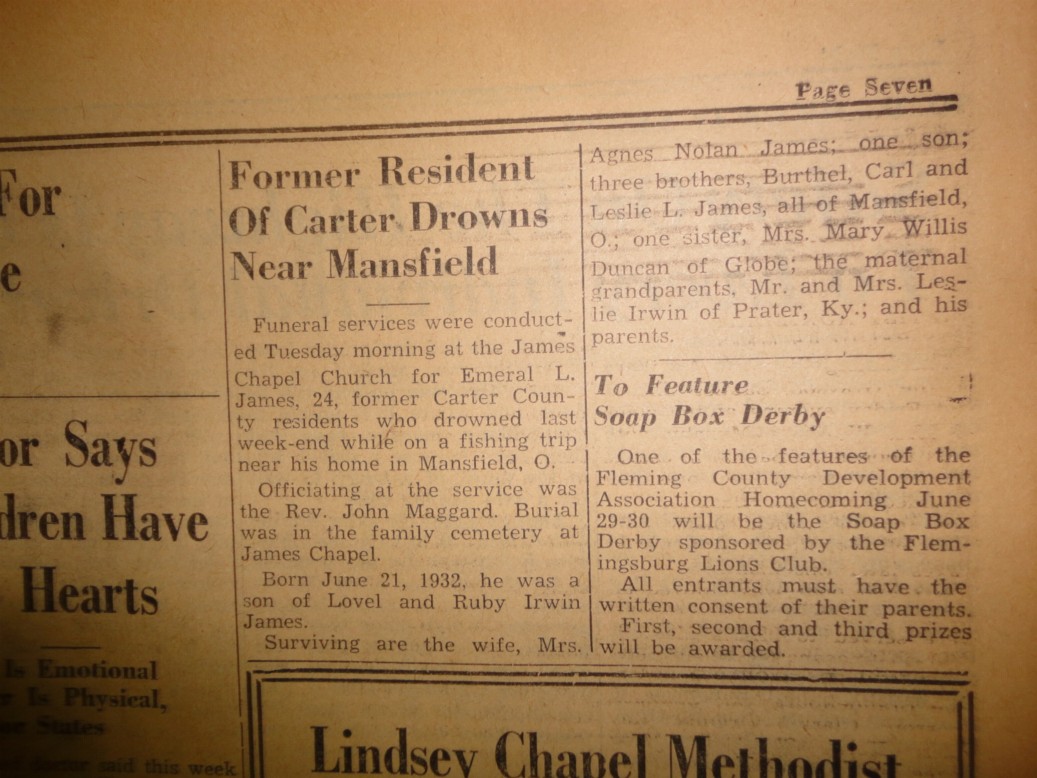 Page Seven
For
e
or Says
dren Have
Hearts
Is Emotional
r Is Physical,
or States
said this week
Former Resident
Of Carter Drowns
Near Mansfield
Funeral services were conduct-
ed Tuesday morning at the James
Chapel Church for Emeral L.
James, 24, former Carter Coun-
ty residents who drowned last
week-end while on a fishing trip
near his home in Mansfield, O.
Officiating at the service was
the Rev. John Maggard. Burial
was in the family cemetery at
James Chapel.
Born June 21, 1932, he was a
son of Lovel and Ruby Irwin
James.
Surviving are the wife, Mrs.
Agnes Nolan James; one son;
three brothers, Burthel, Carl and
Leslie L. James, all of Mansfield,
O.; one sister, Mrs. Mary Willis
Duncan of Globe; the maternal
grandparents, Mr. and Mrs. Les-
lie Irwin of Prater, Ky.; and his
parents.
To Feature
Soap Box Derby
One of the features of the
Fleming County Development
Association Homecoming June
29-30 will be the Soap Box
Derby sponsored by the Flem-
ingsburg Lions Club.
All entrants must have the
written consent of their parents.
First, second and third prizes
will be awarded.
Lindsey Chapel Methodist